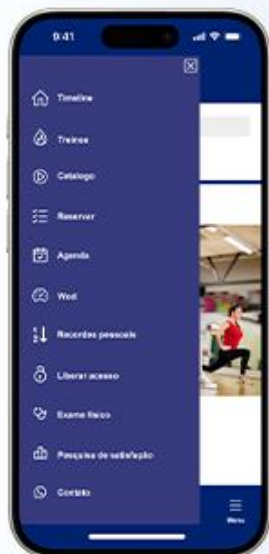 9:41
Timeline
Treinos
Catalogo
Reservar
Agenda
Wod
Recordes pessoais
Liberar acesso
Exame físico
Pesquisa de satisfação
Contato
Menu